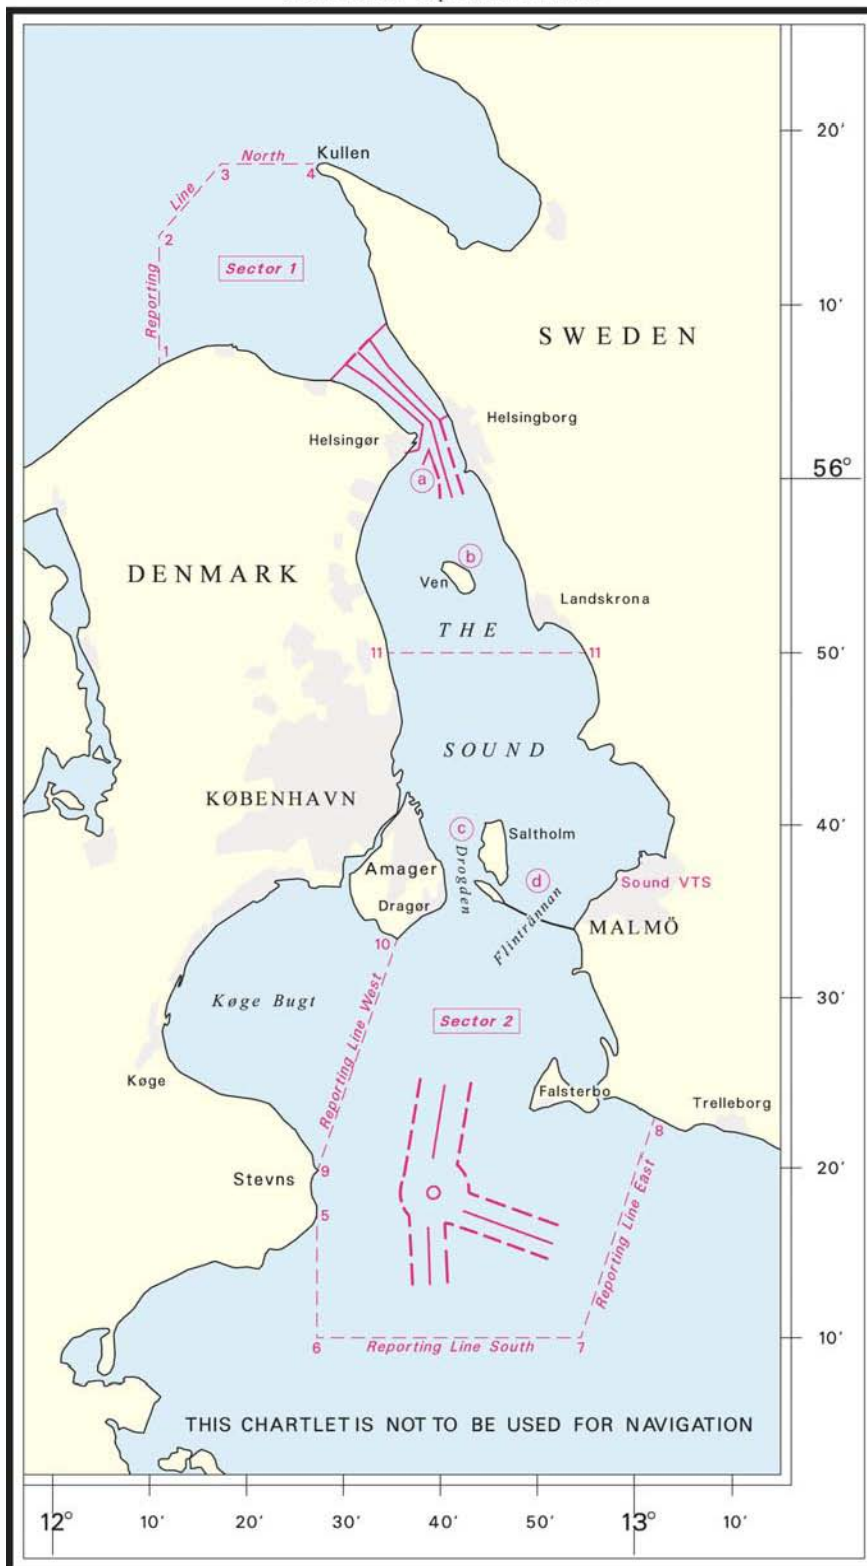 20′
Kullen
North
3
4
Line
2
Sector 1
Reporting
1
10′
SWEDEN
Helsingborg
Helsingør
56°
a
b
DENMARK
Ven
Landskrona
THE
11
11
50′
SOUND
KØBENHAVN
c
Saltholm
40′
Drogden
Amager
d
Sound VTS
Dragør
Flintrännan
MALMÖ
10
Køge Bugt
30′
Reporting Line West
Sector 2
Køge
Falsterbo
Trelleborg
8
9
Stevns
20′
5
Reporting Line East
6
Reporting Line South
7
10′
THIS CHARTLET IS NOT TO BE USED FOR NAVIGATION
12°
10′
20′
30′
40′
50′
13°
10′